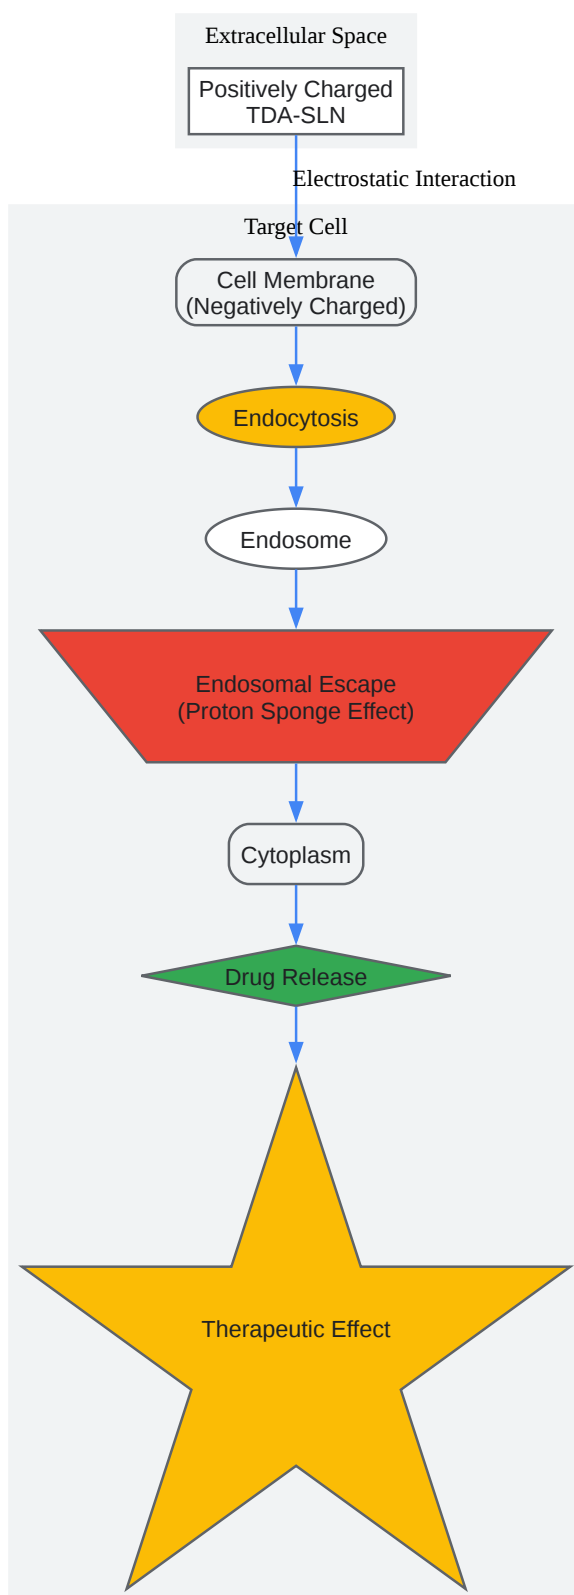 Extracellular Space
Positively Charged
TDA-SLN
Electrostatic Interaction
Target Cell
Cell Membrane
(Negatively Charged)
Endocytosis
Endosome
Endosomal Escape
(Proton Sponge Effect)
Cytoplasm
Drug Release
Therapeutic Effect